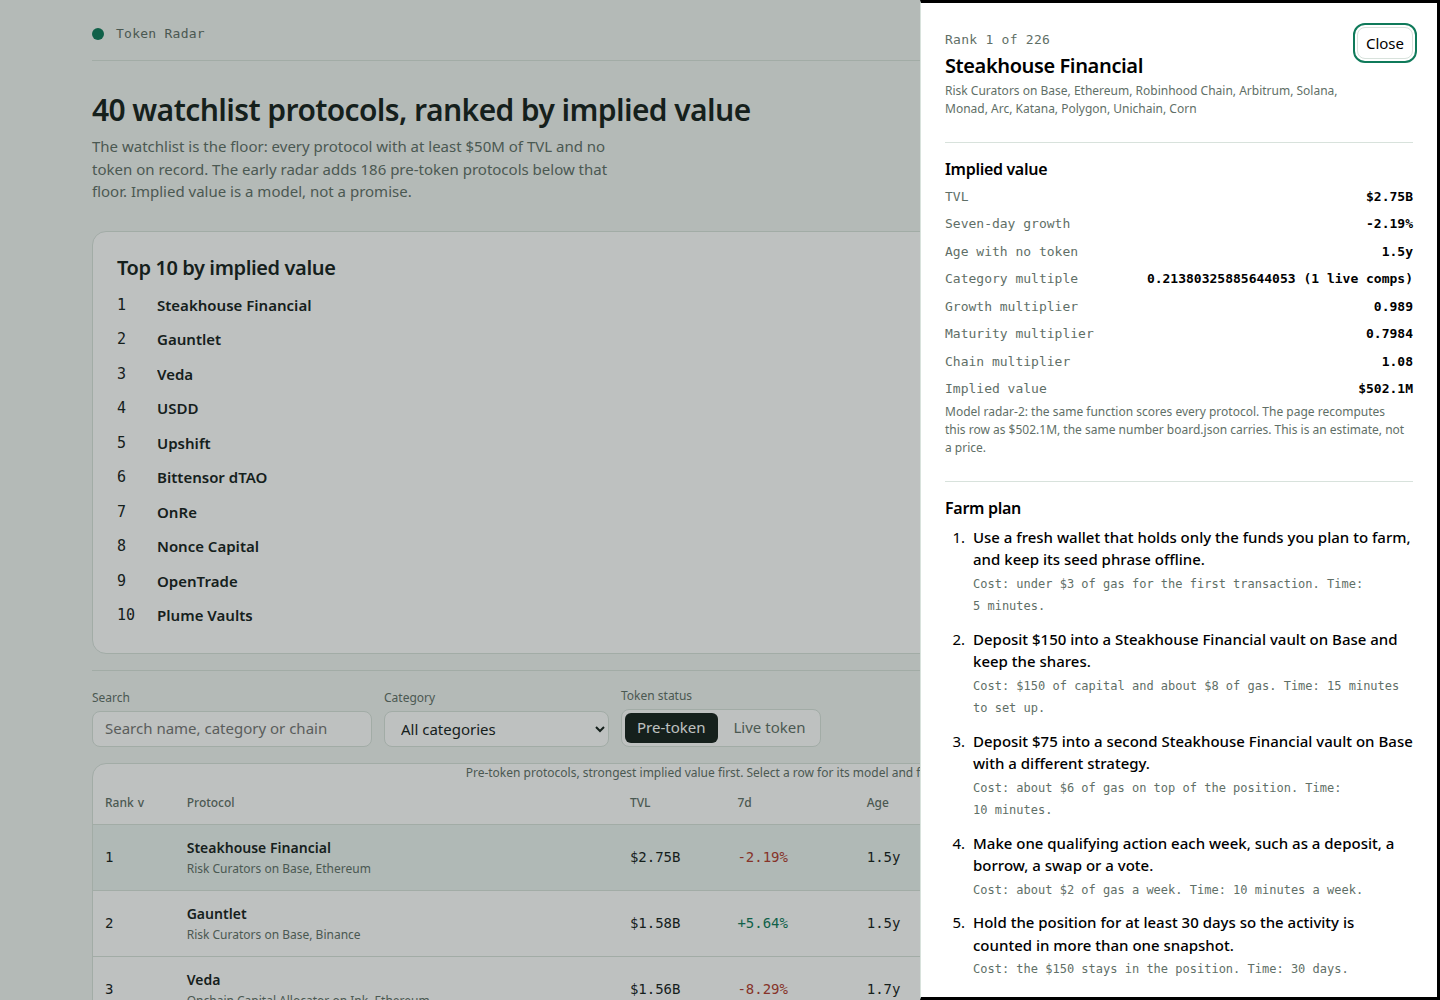 Token Radar
40 watchlist protocols, ranked by implied value
The watchlist is the floor: every protocol with at least $50M of TVL and no
token on record. The early radar adds 186 pre-token protocols below that
floor. Implied value is a model, not a promise.
Top 10 by implied value
1 Steakhouse Financial
2 Gauntlet
3 Veda
4 USDD
5 Upshift
6 Bittensor dTAO
7 OnRe
8 Nonce Capital
9 OpenTrade
10 Plume Vaults
Search Category Token status
Search name, category or chain All categories Pre-token Live token
Pre-token protocols, strongest implied value first. Select a row for its model and f
Rank v Protocol TVL 7d Age
1 Steakhouse Financial $2.75B -2.19% 1.5y
Risk Curators on Base, Ethereum
2 Gauntlet $1.58B +5.64% 1.5y
Risk Curators on Base, Binance
3 Veda $1.56B -8.29% 1.7y
Onchain Capital Allocator on Ink, Ethereum
Rank 1 of 226
Close
Steakhouse Financial
Risk Curators on Base, Ethereum, Robinhood Chain, Arbitrum, Solana,
Monad, Arc, Katana, Polygon, Unichain, Corn
Implied value
TVL $2.75B
Seven-day growth -2.19%
Age with no token 1.5y
Category multiple 0.21380325885644053 (1 live comps)
Growth multiplier 0.989
Maturity multiplier 0.7984
Chain multiplier 1.08
Implied value $502.1M
Model radar-2: the same function scores every protocol. The page recomputes
this row as $502.1M, the same number board.json carries. This is an estimate, not
a price.
Farm plan
1. Use a fresh wallet that holds only the funds you plan to farm,
and keep its seed phrase offline.
Cost: under $3 of gas for the first transaction. Time:
5 minutes.
2. Deposit $150 into a Steakhouse Financial vault on Base and
keep the shares.
Cost: $150 of capital and about $8 of gas. Time: 15 minutes
to set up.
3. Deposit $75 into a second Steakhouse Financial vault on Base
with a different strategy.
Cost: about $6 of gas on top of the position. Time:
10 minutes.
4. Make one qualifying action each week, such as a deposit, a
borrow, a swap or a vote.
Cost: about $2 of gas a week. Time: 10 minutes a week.
5. Hold the position for at least 30 days so the activity is
counted in more than one snapshot.
Cost: the $150 stays in the position. Time: 30 days.